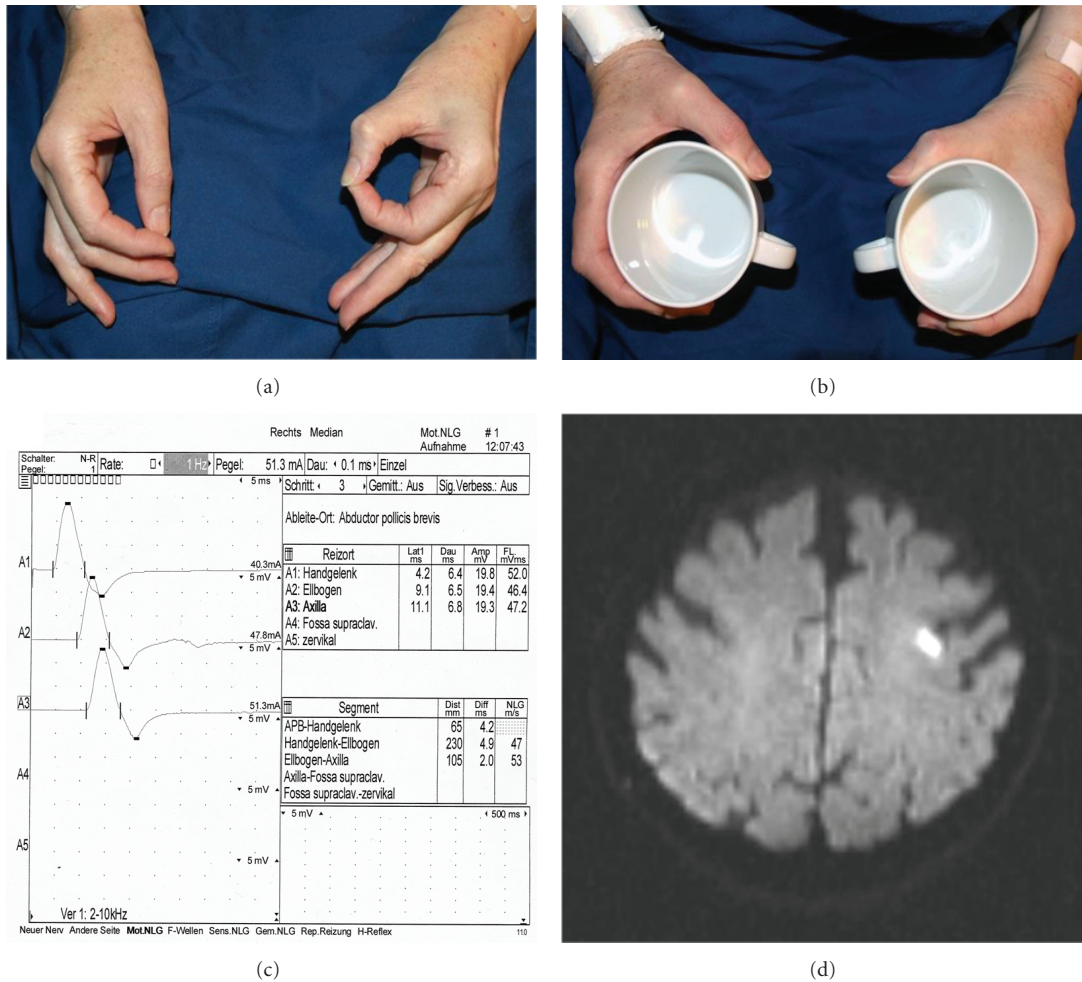 (a)
(b)
Rechts Median
Mot.NLG # 1
Aufnahme 12:07:43
Schalter: N-R
Pegel: 1
Rate: 1 Hz
Pegel: 51.3 mA
Dau: 0.1 ms
Einzel
5 ms
Schritt: 3
Gemitt.: Aus
Sig.Verbess.: Aus
Ableite-Ort: Abductor pollicis brevis
Reizort Lat1 ms Dau ms Amp mV FL. mVms
A1: Handgelenk 4.2 6.4 19.8 52.0
A2: Ellbogen 9.1 6.5 19.4 46.4
A3: Axilla 11.1 6.8 19.3 47.2
A4: Fossa supraclav.
A5: zervikal
A1
40.3mA
5 mV
A2
47.8mA
5 mV
A3
51.3mA
5 mV
A4
5 mV
A5
5 mV
Segment Dist mm Diff ms NLG m/s
APB-Handgelenk 65 4.2
Handgelenk-Ellbogen 230 4.9 47
Ellbogen-Axilla 105 2.0 53
Axilla-Fossa supraclav.
Fossa supraclav.-zervikal
5 mV 500 ms
Ver 1: 2-10kHz
Neuer Nerv Andere Seite Mot.NLG F-Wellen Sens.NLG Gem.NLG Rep.Reizung H-Reflex 110
(c)
(d)